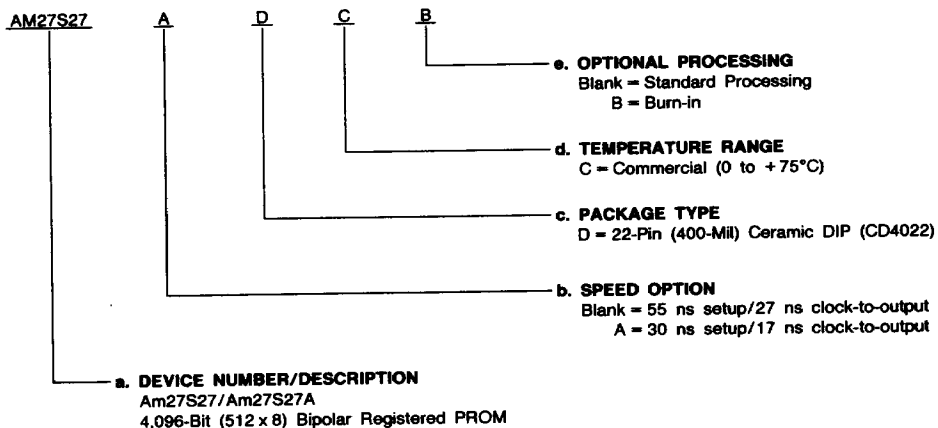 AM27S27 A D C B
e. OPTIONAL PROCESSING
Blank = Standard Processing
B = Burn-in
d. TEMPERATURE RANGE
C = Commercial (0 to +75°C)
c. PACKAGE TYPE
D = 22-Pin (400-Mil) Ceramic DIP (CD4022)
b. SPEED OPTION
Blank = 55 ns setup/27 ns clock-to-output
A = 30 ns setup/17 ns clock-to-output
a. DEVICE NUMBER/DESCRIPTION
Am27S27/Am27S27A
4.096-Bit (512 x 8) Bipolar Registered PROM